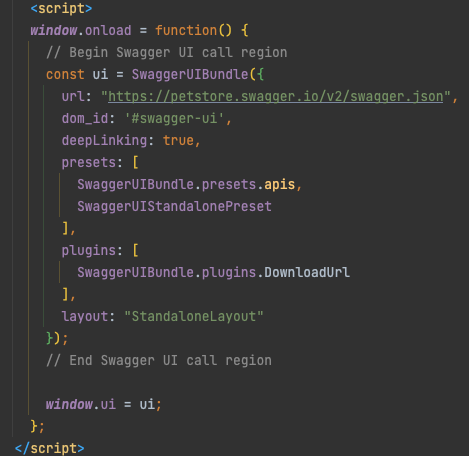 <script>
window.onload = function() {
// Begin Swagger UI call region
const ui = SwaggerUIBundle({
url: "https://petstore.swagger.io/v2/swagger.json",
dom_id: '#swagger-ui',
deepLinking: true,
presets: [
SwaggerUIBundle.presets.apis,
SwaggerUIStandalonePreset
],
plugins: [
SwaggerUIBundle.plugins.DownloadUrl
],
layout: "StandaloneLayout"
});
// End Swagger UI call region
window.ui = ui;
};
</script>